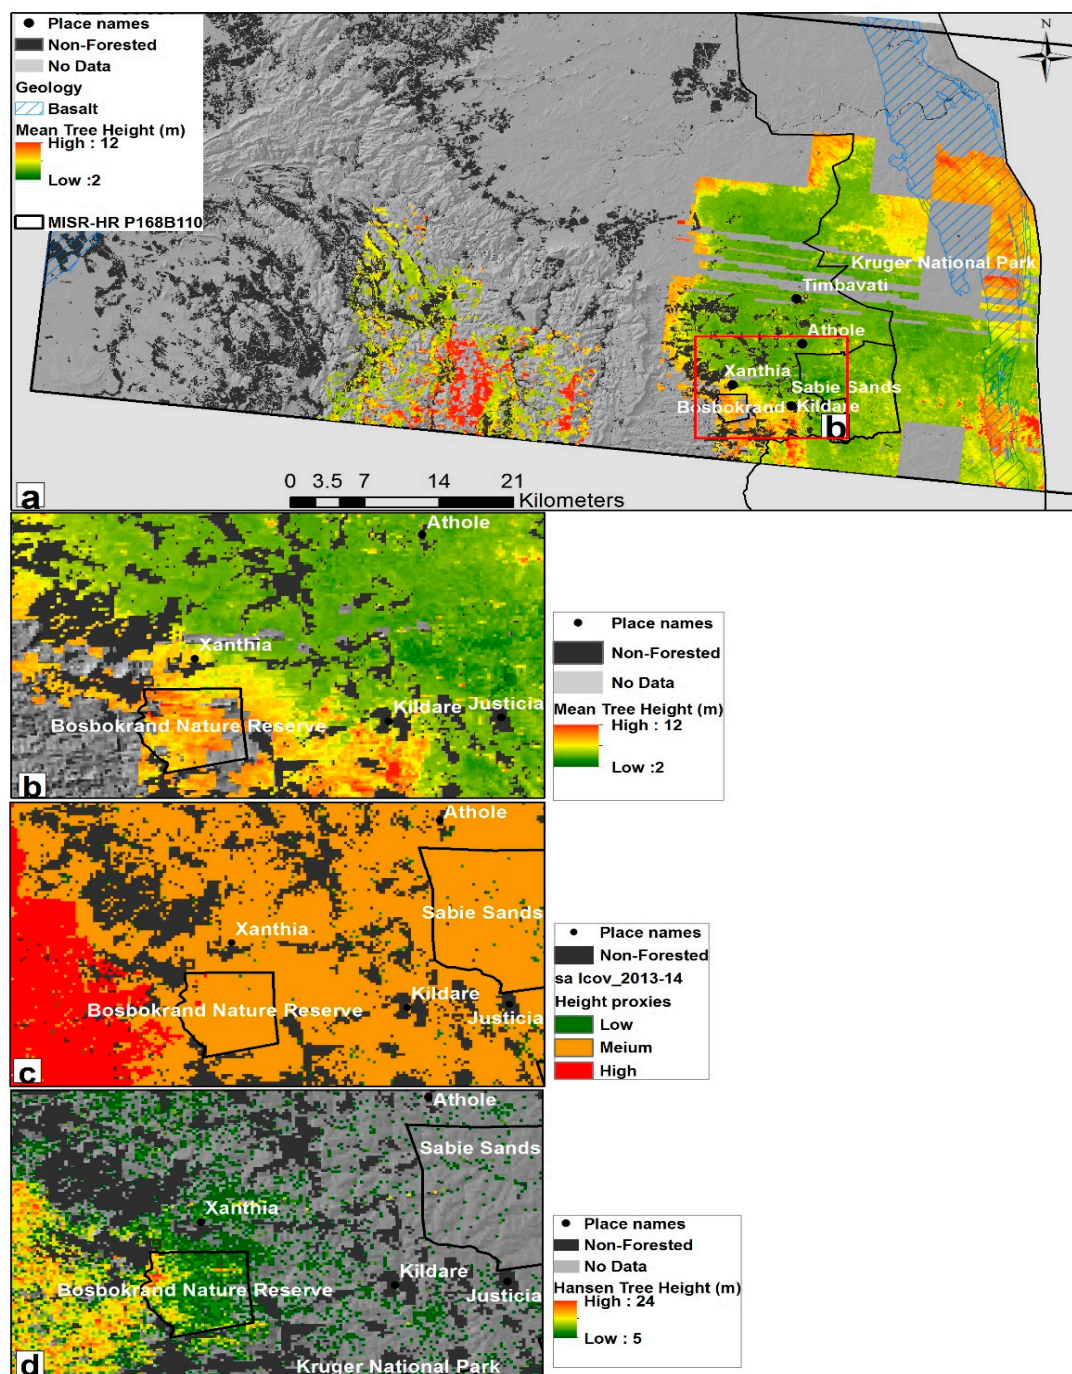 Place names
Non-Forested
No Data
Geology
Basalt
Mean Tree Height (m)
High : 12
Low :2
MISR-HR P168B110
N
Kruger National Park
Timbavati
Athole
Xanthia
Sabie Sands
Bosbokrand
Kildare
b
0 3.5 7 14 21
Kilometers
a
Athole
Xanthia
Kildare
Justicia
Bosbokrand Nature Reserve
b
Place names
Non-Forested
No Data
Mean Tree Height (m)
High : 12
Low :2
Athole
Sabie Sands
Xanthia
Kildare
Bosbokrand Nature Reserve
Justicia
c
Place names
Non-Forested
sa lcov_2013-14
Height proxies
Low
Meium
High
Athole
Sabie Sands
Xanthia
Kildare
Bosbokrand Nature Reserve
Justicia
Kruger National Park
d
Place names
Non-Forested
No Data
Hansen Tree Height (m)
High : 24
Low : 5